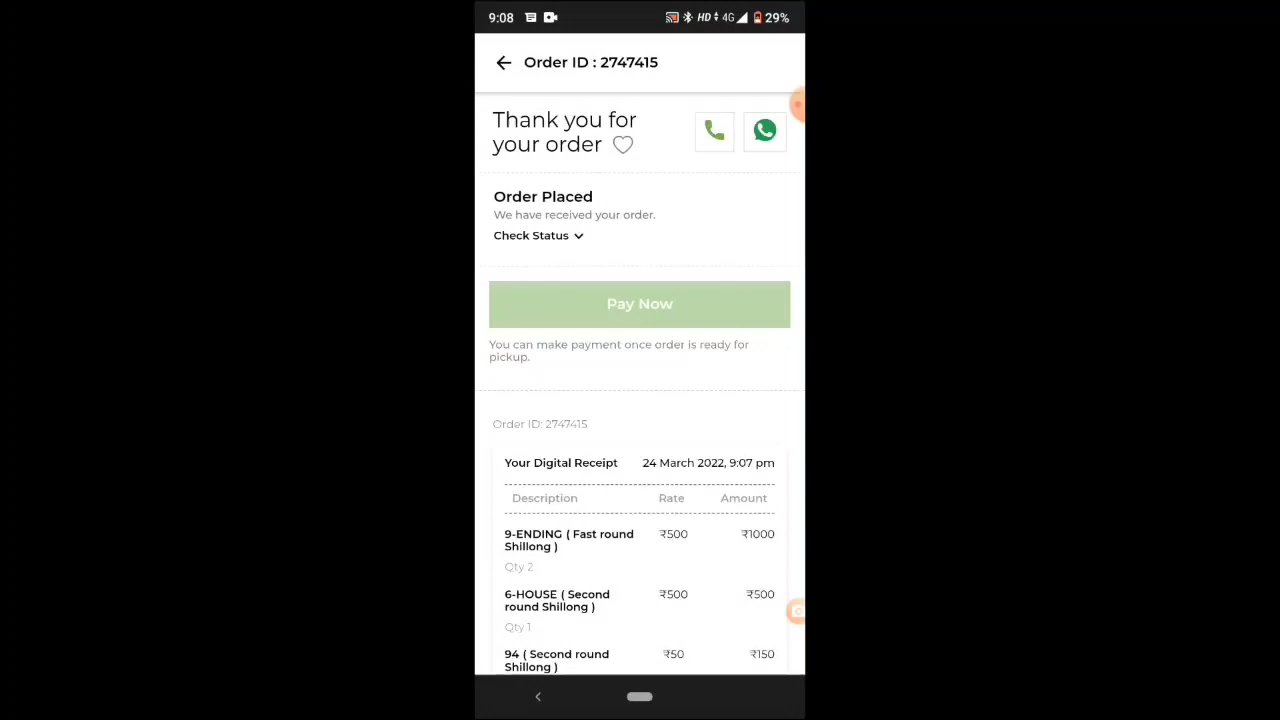 9:08 HD 4G 29%
Order ID : 2747415
Thank you for
your order
Order Placed
We have received your order.
Check Status
Pay Now
You can make payment once order is ready for
pickup.
Order ID: 2747415
Your Digital Receipt 24 March 2022, 9:07 pm
Description Rate Amount
9-ENDING ( Fast round ₹500 ₹1000
Shillong )
Qty 2
6-HOUSE ( Second ₹500 ₹500
round Shillong )
Qty 1
94 ( Second round ₹50 ₹150
Shillong )